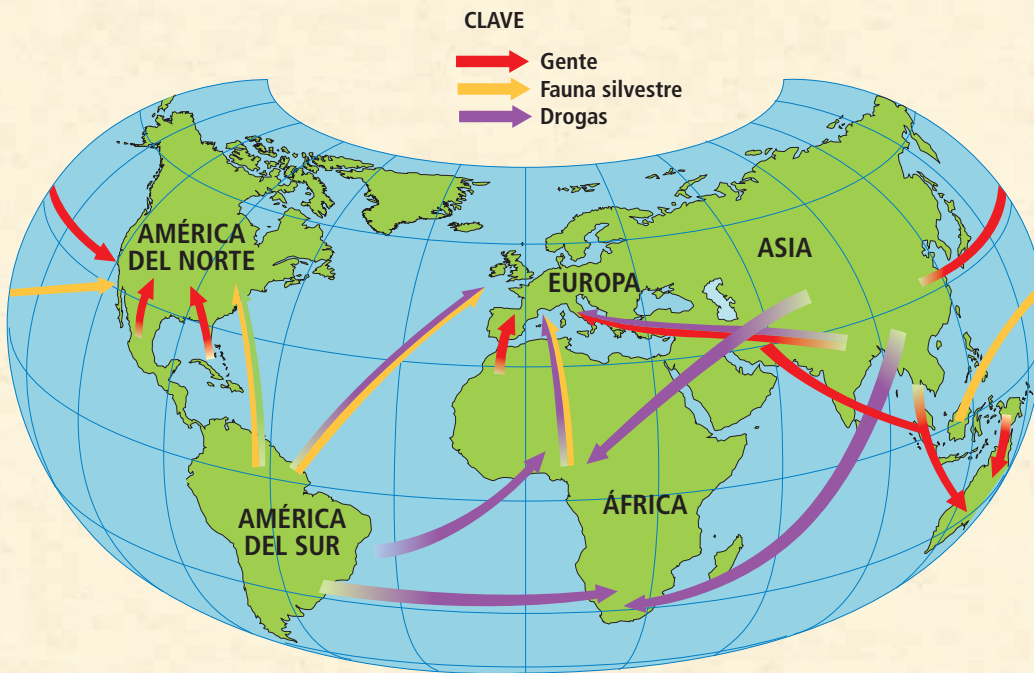 CLAVE
Gente
Fauna silvestre
Drogas
AMÉRICA
DEL NORTE
EUROPA
ASIA
AMÉRICA
DEL SUR
ÁFRICA